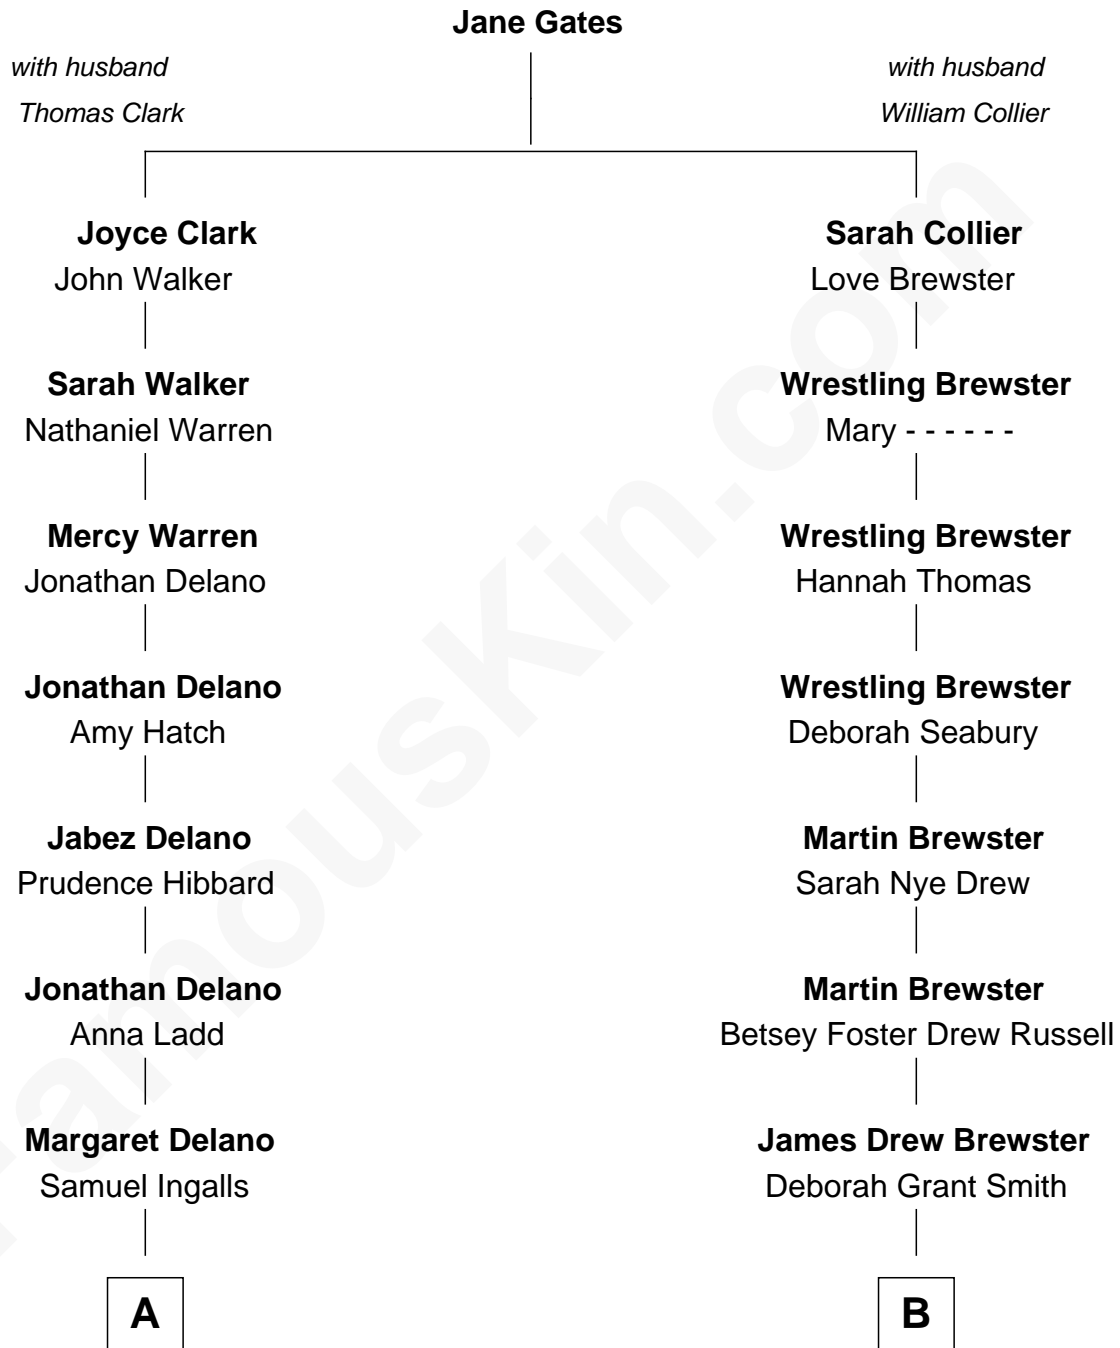 Jane Gates
with husband
Thomas Clark
with husband
William Collier
Joyce Clark
John Walker
Sarah Walker
Nathaniel Warren
Mercy Warren
Jonathan Delano
Jonathan Delano
Amy Hatch
Jabez Delano
Prudence Hibbard
Jonathan Delano
Anna Ladd
Margaret Delano
Samuel Ingalls
A
Sarah Collier
Love Brewster
Wrestling Brewster
Mary - - - - - -
Wrestling Brewster
Hannah Thomas
Wrestling Brewster
Deborah Seabury
Martin Brewster
Sarah Nye Drew
Martin Brewster
Betsey Foster Drew Russell
James Drew Brewster
Deborah Grant Smith
B
FamousKin.com